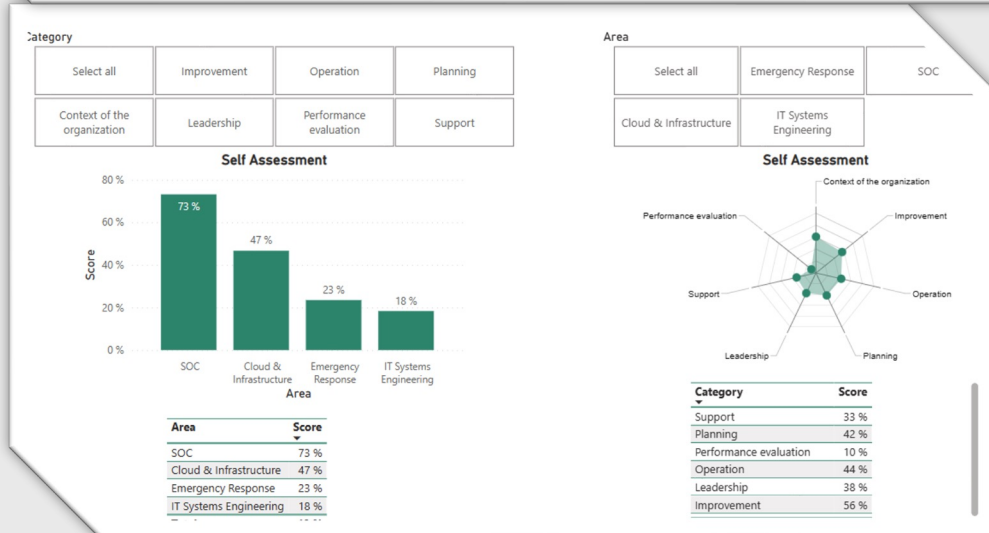 Category
Select all
Improvement
Operation
Planning
Context of the
organization
Leadership
Performance
evaluation
Support
Self Assessment
Score
80 %
60 %
40 %
20 %
0 %
73 %
47 %
23 %
18 %
SOC
Cloud &
Infrastructure
Emergency
Response
IT Systems
Engineering
Area
Area Score
SOC 73 %
Cloud & Infrastructure 47 %
Emergency Response 23 %
IT Systems Engineering 18 %
Area
Select all
Emergency Response
SOC
Cloud & Infrastructure
IT Systems
Engineering
Self Assessment
Context of the organization
Performance evaluation
Improvement
Support
Operation
Leadership
Planning
Category Score
Support 33 %
Planning 42 %
Performance evaluation 10 %
Operation 44 %
Leadership 38 %
Improvement 56 %